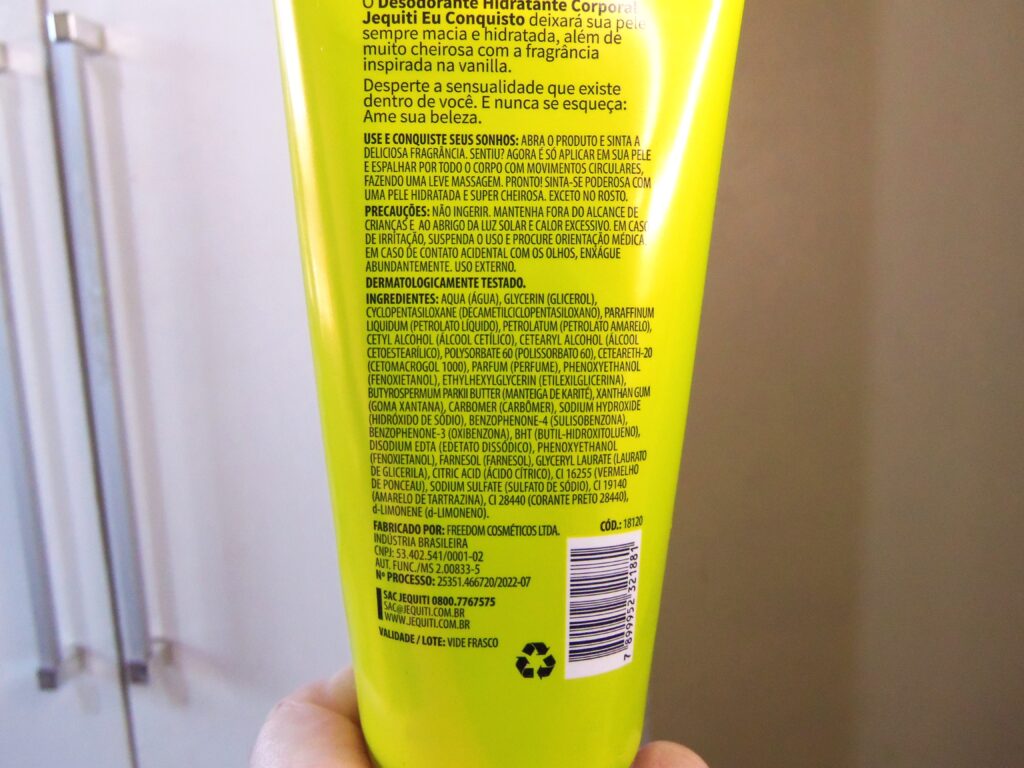 O Desodorante Hidratante Corporal
Jequiti Eu Conquisto deixará sua pele
sempre macia e hidratada, além de
muito cheirosa com a fragrância
inspirada na vanilla.
Desperte a sensualidade que existe
dentro de você. E nunca se esqueça:
Ame sua beleza.
USE E CONQUISTE SEUS SONHOS: ABRA O PRODUTO E SINTA A
DELICIOSA FRAGRÂNCIA. SENTIU? AGORA É SÓ APLICAR EM SUA PELE
E ESPALHAR POR TODO O CORPO COM MOVIMENTOS CIRCULARES,
FAZENDO UMA LEVE MASSAGEM. PRONTO! SINTA-SE PODEROSA COM
UMA PELE HIDRATADA E SUPER CHEIROSA. EXCETO NO ROSTO.
PRECAUÇÕES: NÃO INGERIR. MANTENHA FORA DO ALCANCE DE
CRIANÇAS E AO ABRIGO DA LUZ SOLAR E CALOR EXCESSIVO. EM CASO
DE IRRITAÇÃO, SUSPENDA O USO E PROCURE ORIENTAÇÃO MÉDICA.
EM CASO DE CONTATO ACIDENTAL COM OS OLHOS, ENXÁGUE
ABUNDANTEMENTE. USO EXTERNO.
DERMATOLOGICAMENTE TESTADO.
INGREDIENTES: AQUA (ÁGUA), GLYCERIN (GLICEROL),
CYCLOPENTASILOXANE (DECAMETILCICLOPENTASILOXANO), PARAFFINUM
LIQUIDUM (PETROLATO LÍQUIDO), PETROLATUM (PETROLATO AMARELO),
CETYL ALCOHOL (ÁLCOOL CETÍLICO), CETEARYL ALCOHOL (ÁLCOOL
CETOESTEARÍLICO), POLYSORBATE 60 (POLISSORBATO 60), CETEARETH-20
(CETOMACROGOL 1000), PARFUM (PERFUME), PHENOXYETHANOL
(FENOXIETANOL), ETHYLHEXYLGLYCERIN (ETILEXILGLICERINA),
BUTYROSPERMUM PARKII BUTTER (MANTEIGA DE KARITÉ), XANTHAN GUM
(GOMA XANTANA), CARBOMER (CARBÔMER), SODIUM HYDROXIDE
(HIDRÓXIDO DE SÓDIO), BENZOPHENONE-4 (SULISOBENZONA),
BENZOPHENONE-3 (OXIBENZONA), BHT (BUTIL-HIDROXITOLUENO),
DISODIUM EDTA (EDETATO DISSÓDICO), PHENOXYETHANOL
(FENOXIETANOL), FARNESOL (FARNESOL), GLYCERYL LAURATE (LAURATO
DE GLICERILA), CITRIC ACID (ÁCIDO CÍTRICO), CI 16255 (VERMELHO
DE PONCEAU), SODIUM SULFATE (SULFATO DE SÓDIO), CI 19140
(AMARELO DE TARTRAZINA), CI 28440 (CORANTE PRETO 28440),
d-LIMONENE (d-LIMONENO).
FABRICADO POR: FREEDOM COSMÉTICOS LTDA.
INDÚSTRIA BRASILEIRA
CNPJ: 53.402.541/0001-02
AUT. FUNC./MS 2.00833-5
Nº PROCESSO: 25351.466720/2022-07
SAC JEQUITI 0800.7767575
SAC@JEQUITI.COM.BR
WWW.JEQUITI.COM.BR
VALIDADE / LOTE: VIDE FRASCO
CÓD.: 18120
7 899952 321881